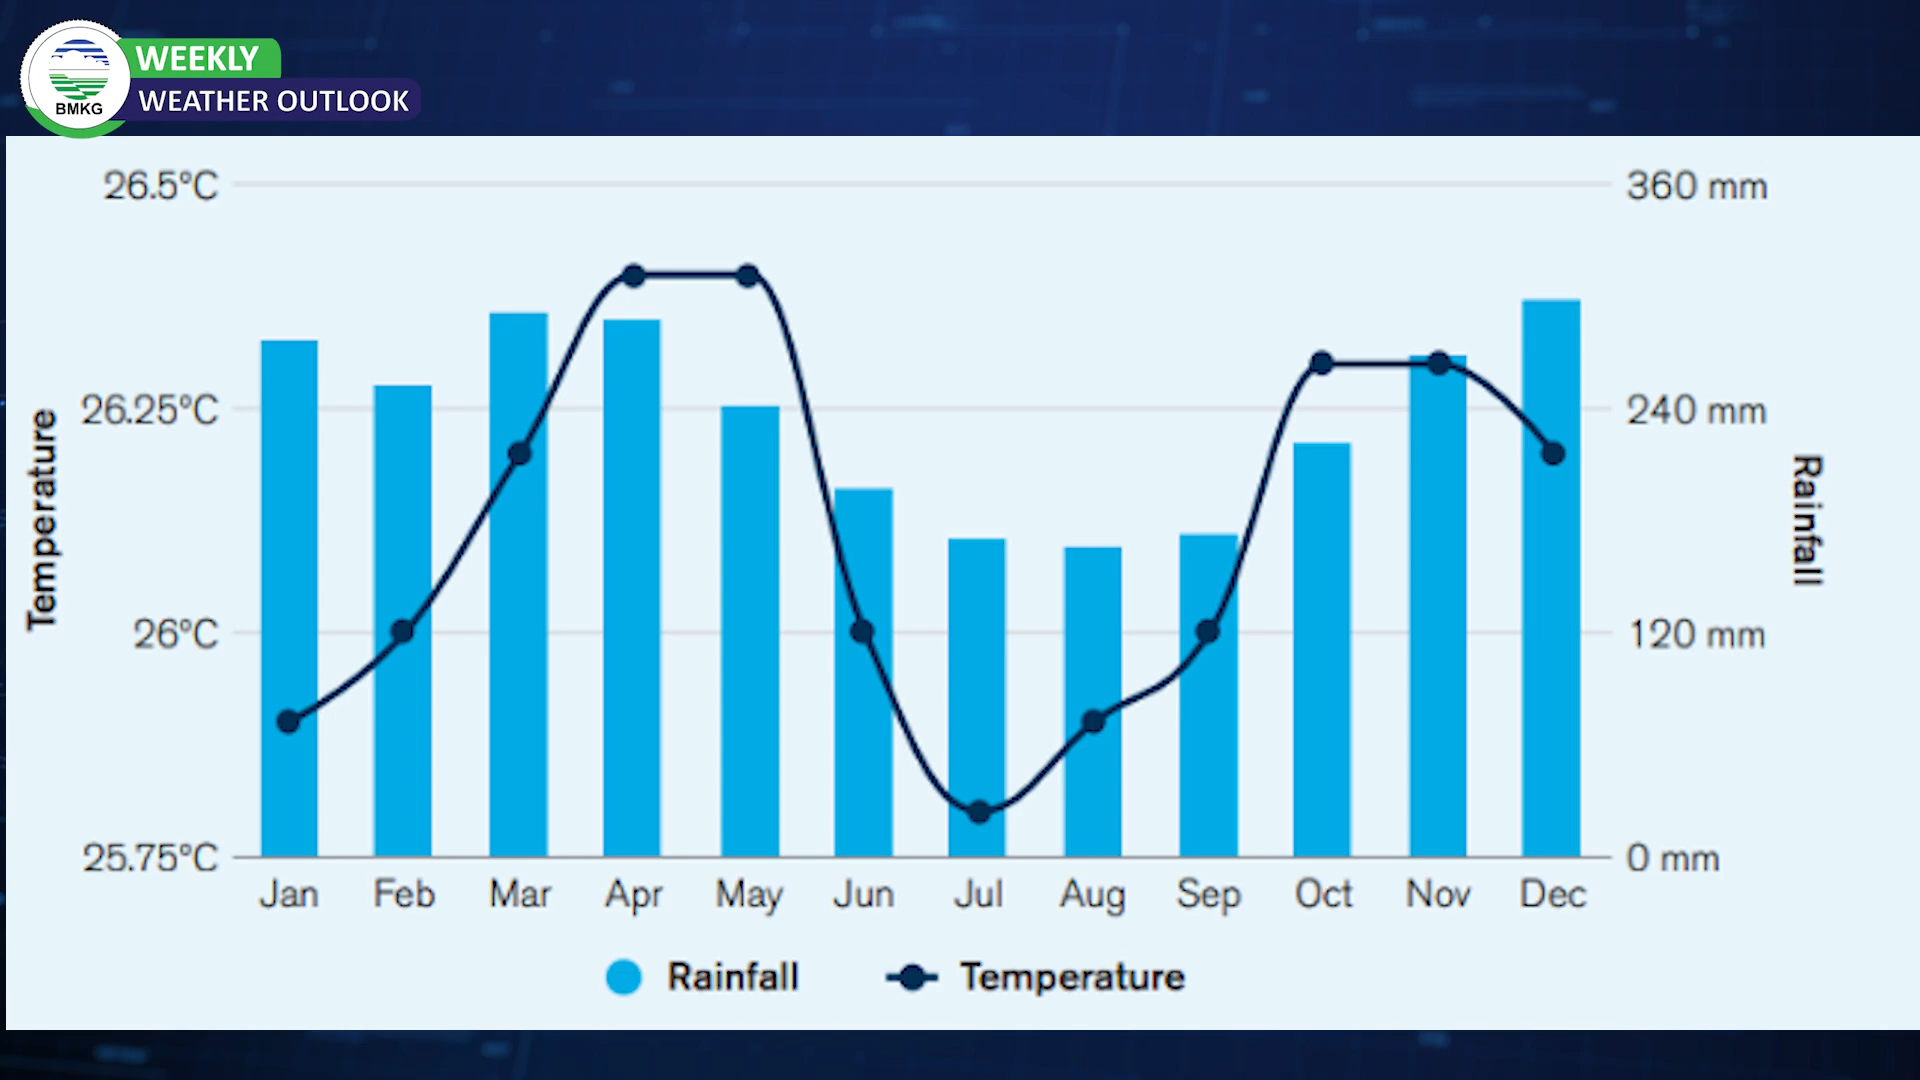 WEEKLY
WEATHER OUTLOOK
BMKG
26.5°C
360 mm
26.25°C
240 mm
26°C
120 mm
25.75°C
0 mm
Temperature
Rainfall
Jan Feb Mar Apr May Jun Jul Aug Sep Oct Nov Dec
Rainfall Temperature